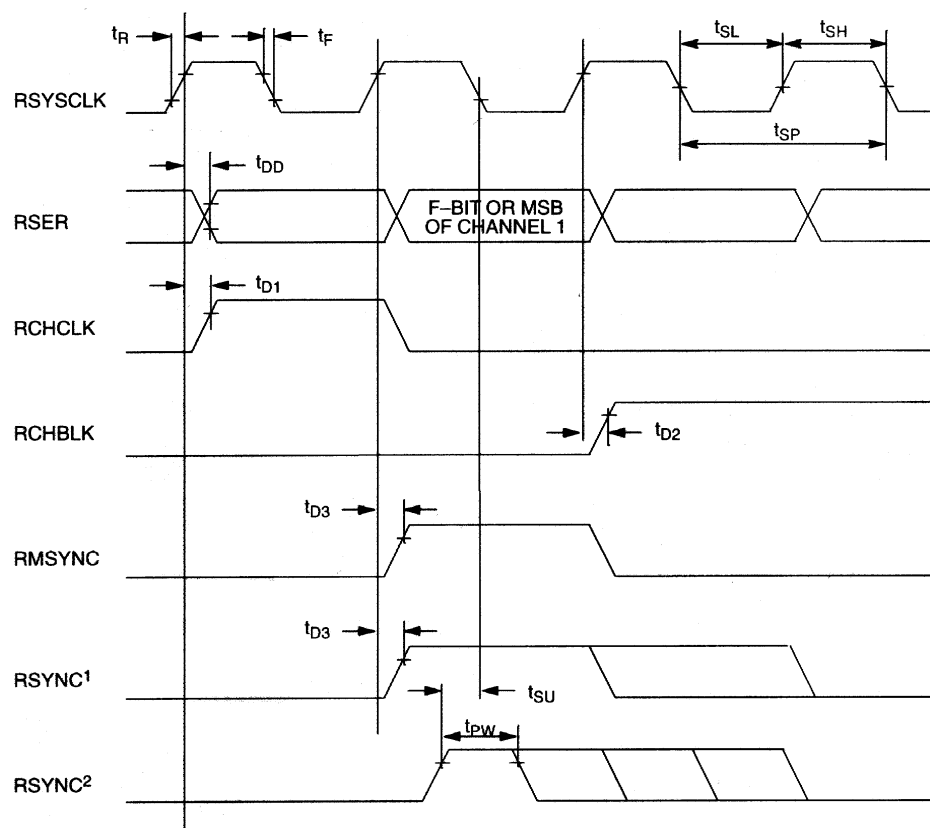 tR tF tSL tSH
RSYSCLK
tSP
tDD
RSER
F–BIT OR MSB
OF CHANNEL 1
tD1
RCHCLK
RCHBLK
tD2
tD3
RMSYNC
tD3
RSYNC1
tSU
tPW
RSYNC2